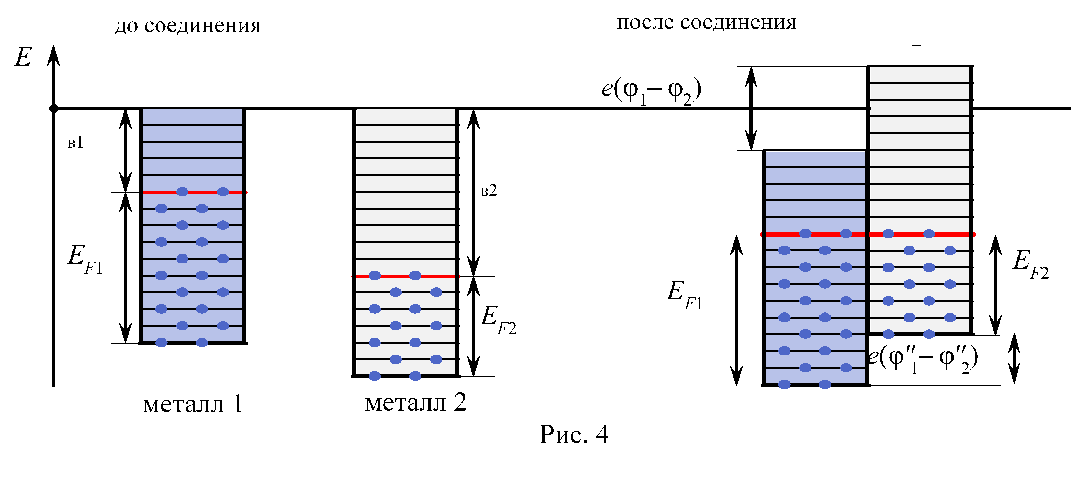 до соединения
после соединения
E
e(φ₁– φ₂)
в1
в2
E_F1
E_F2
E_F1
E_F2
e(φ″₁– φ″₂)
металл 1
металл 2
Рис. 4